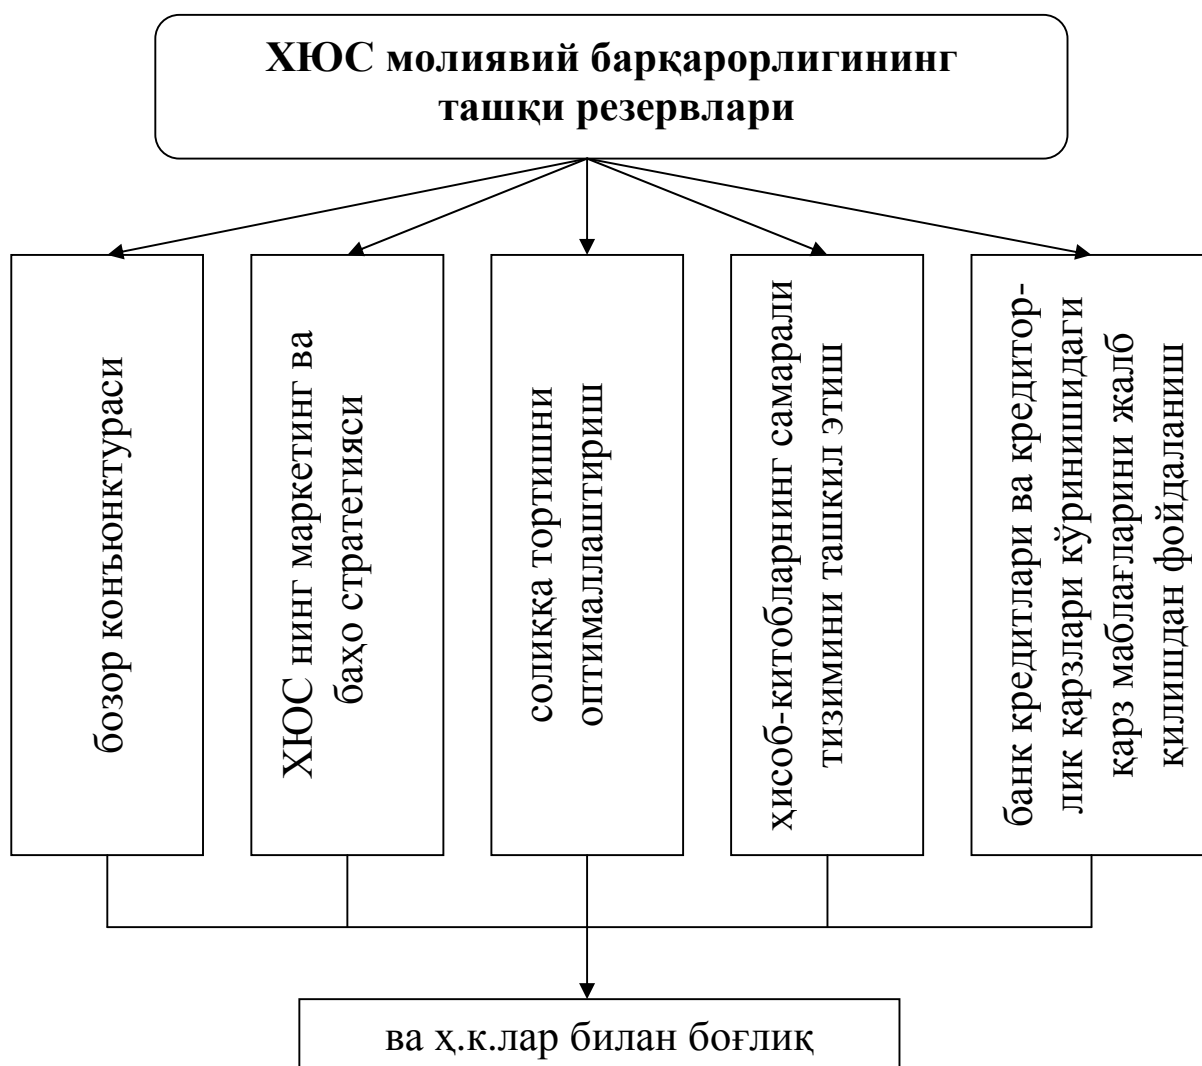 ХЮС молиявий барқарорлигининг
ташқи резервлари
бозор конъюнктураси
ХЮС нинг маркетинг ва
баҳо стратегияси
солиққа тортишни
оптималлаштириш
ҳисоб-китобларнинг самарали
тизимини ташкил этиш
банк кредитлари ва кредитор-
лик қарзлари кўринишидаги
қарз маблағларини жалб
қилишдан фойдаланиш
ва ҳ.к.лар билан боғлиқ